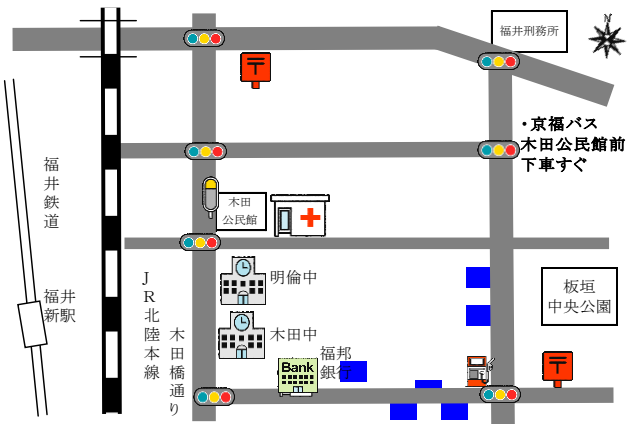 福井刑務所
N
〒
・京福バス
木田公民館前
下車すぐ
福井鉄道
木田
公民館
明倫中
JR北陸本線
板垣
中央公園
福井
新駅
木田橋通り
木田中
福邦
銀行
Bank
〒